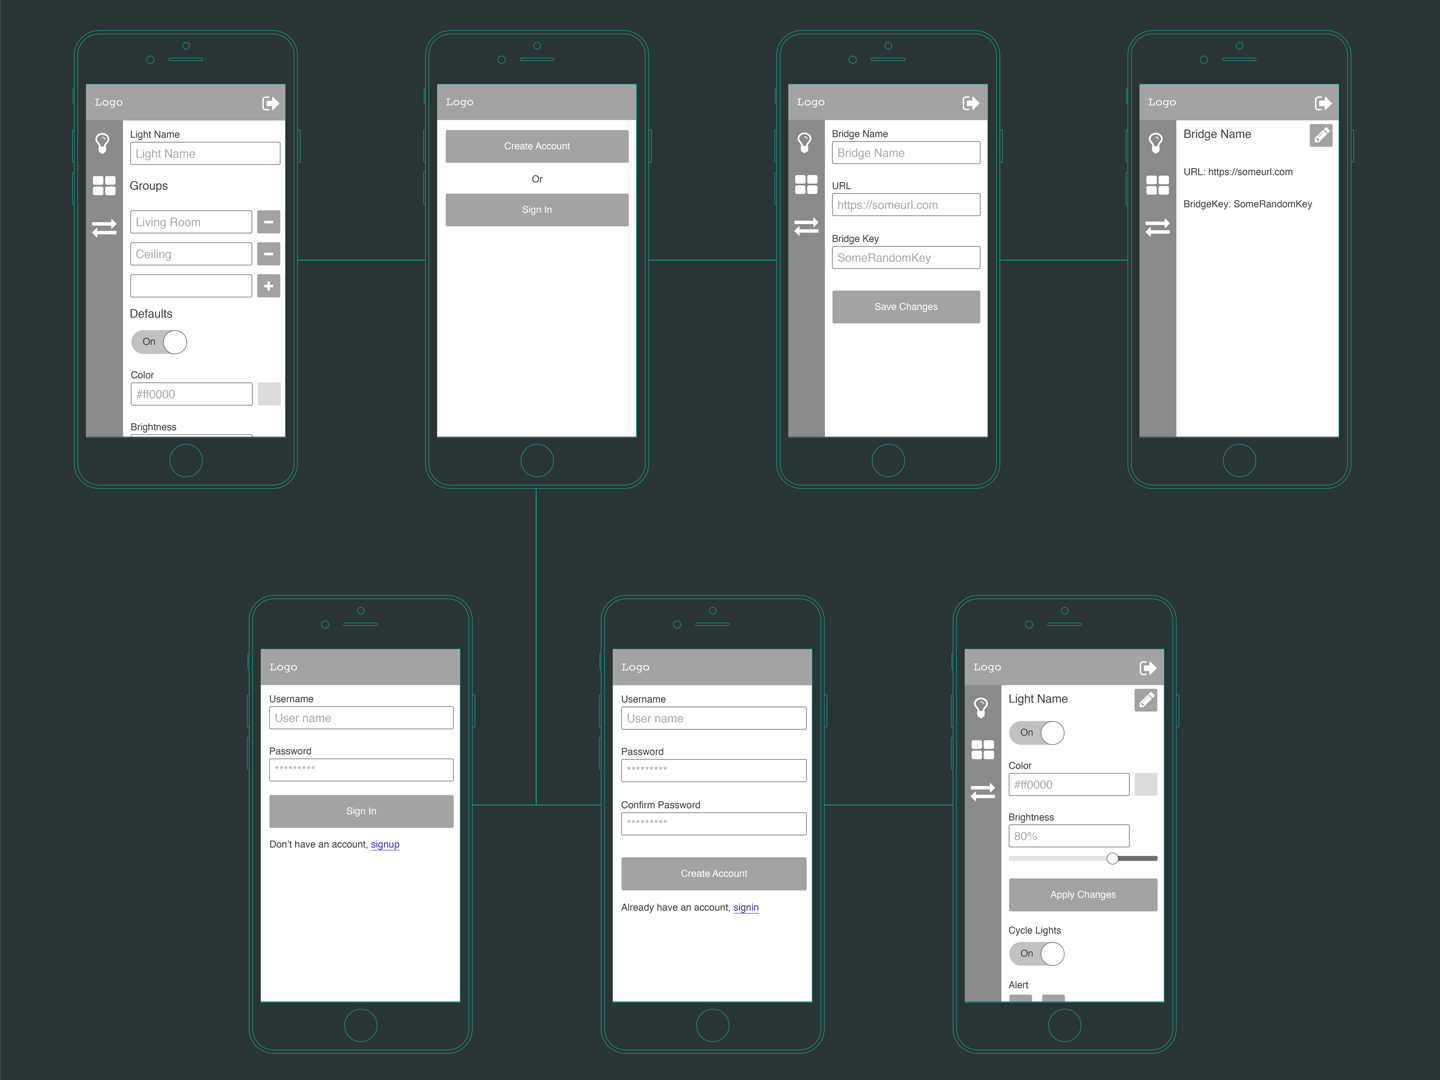 Logo
Light Name
Light Name
Groups
Living Room
Ceiling
Defaults
On
Color
#ff0000
Brightness
Logo
Create Account
Or
Sign In
Logo
Bridge Name
Bridge Name
URL
https://someurl.com
Bridge Key
SomeRandomKey
Save Changes
Logo
Bridge Name
URL: https://someurl.com
BridgeKey: SomeRandomKey
Logo
Username
User name
Password
*********
Sign In
Don't have an account, signup
Logo
Username
User name
Password
*********
Confirm Password
*********
Create Account
Already have an account, signin
Logo
Light Name
On
Color
#ff0000
Brightness
80%
Apply Changes
Cycle Lights
On
Alert